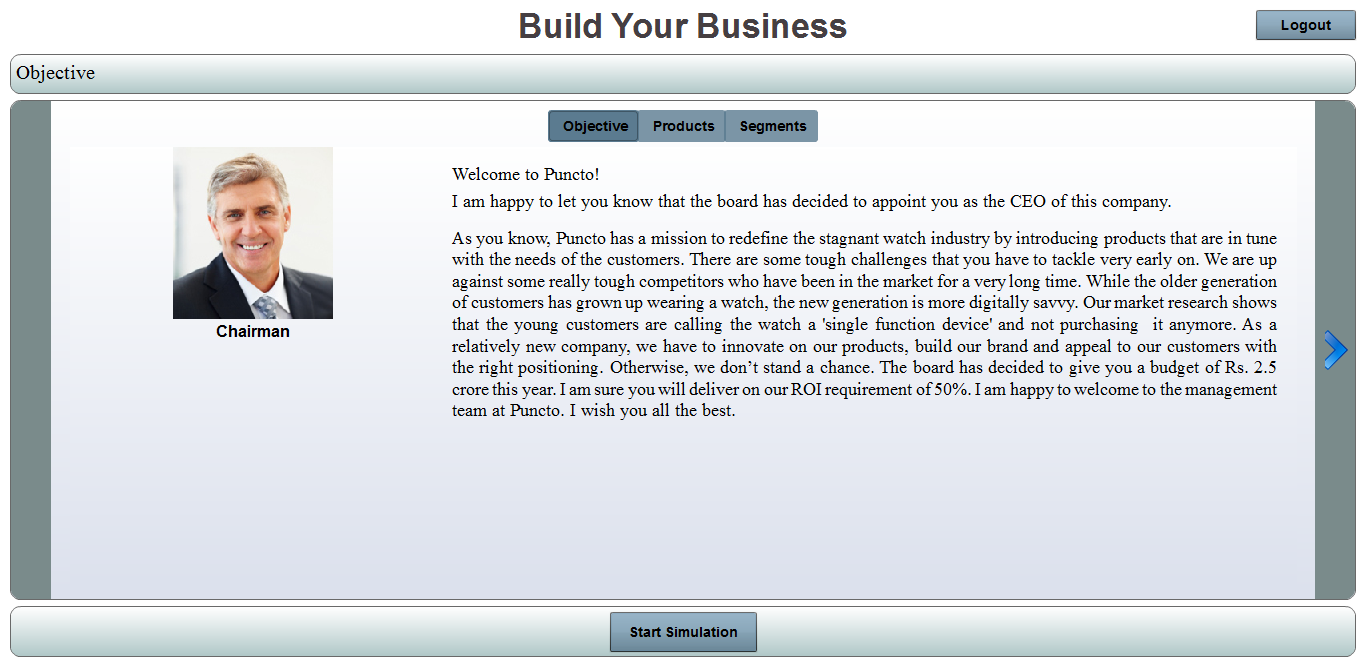 Build Your Business
Logout
Objective
Objective Products Segments
Chairman
Welcome to Puncto!
I am happy to let you know that the board has decided to appoint you as the CEO of this company.
As you know, Puncto has a mission to redefine the stagnant watch industry by introducing products that are in tune
with the needs of the customers. There are some tough challenges that you have to tackle very early on. We are up
against some really tough competitors who have been in the market for a very long time. While the older generation
of customers has grown up wearing a watch, the new generation is more digitally savvy. Our market research shows
that the young customers are calling the watch a 'single function device' and not purchasing it anymore. As a
relatively new company, we have to innovate on our products, build our brand and appeal to our customers with
the right positioning. Otherwise, we don’t stand a chance. The board has decided to give you a budget of Rs. 2.5
crore this year. I am sure you will deliver on our ROI requirement of 50%. I am happy to welcome to the management
team at Puncto. I wish you all the best.
Start Simulation